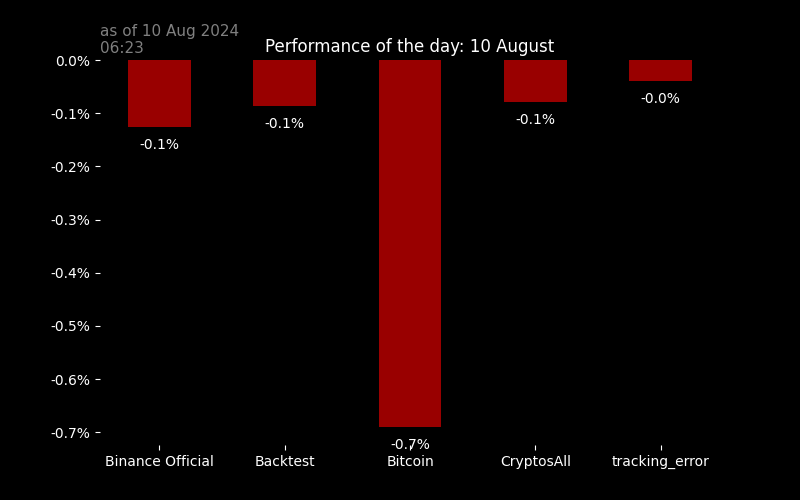 as of 10 Aug 2024
06:23
Performance of the day: 10 August
0.0%
-0.1%
-0.2%
-0.3%
-0.4%
-0.5%
-0.6%
-0.7%
-0.1%
-0.1%
-0.7%
-0.1%
-0.0%
Binance Official
Backtest
Bitcoin
CryptosAll
tracking_error